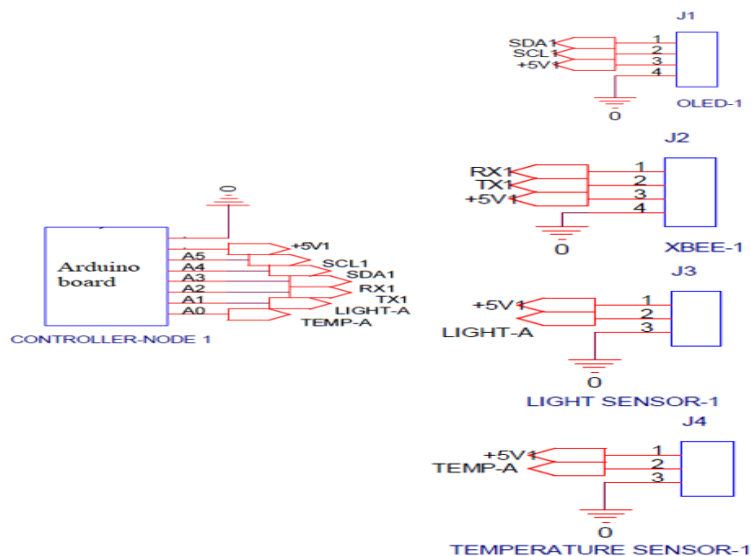 0
Arduino
board
+5V1
A5
SCL1
A4
SDA1
A3
RX1
A2
TX1
A1
LIGHT-A
A0
TEMP-A
CONTROLLER-NODE 1
J1
SDA1 1
SCL1 2
+5V1 3
4
OLED-1
0
J2
RX1 1
TX1 2
+5V1 3
4
XBEE-1
0
J3
+5V1 1
LIGHT-A 2
3
0
LIGHT SENSOR-1
J4
+5V1 1
TEMP-A 2
3
0
TEMPERATURE SENSOR-1